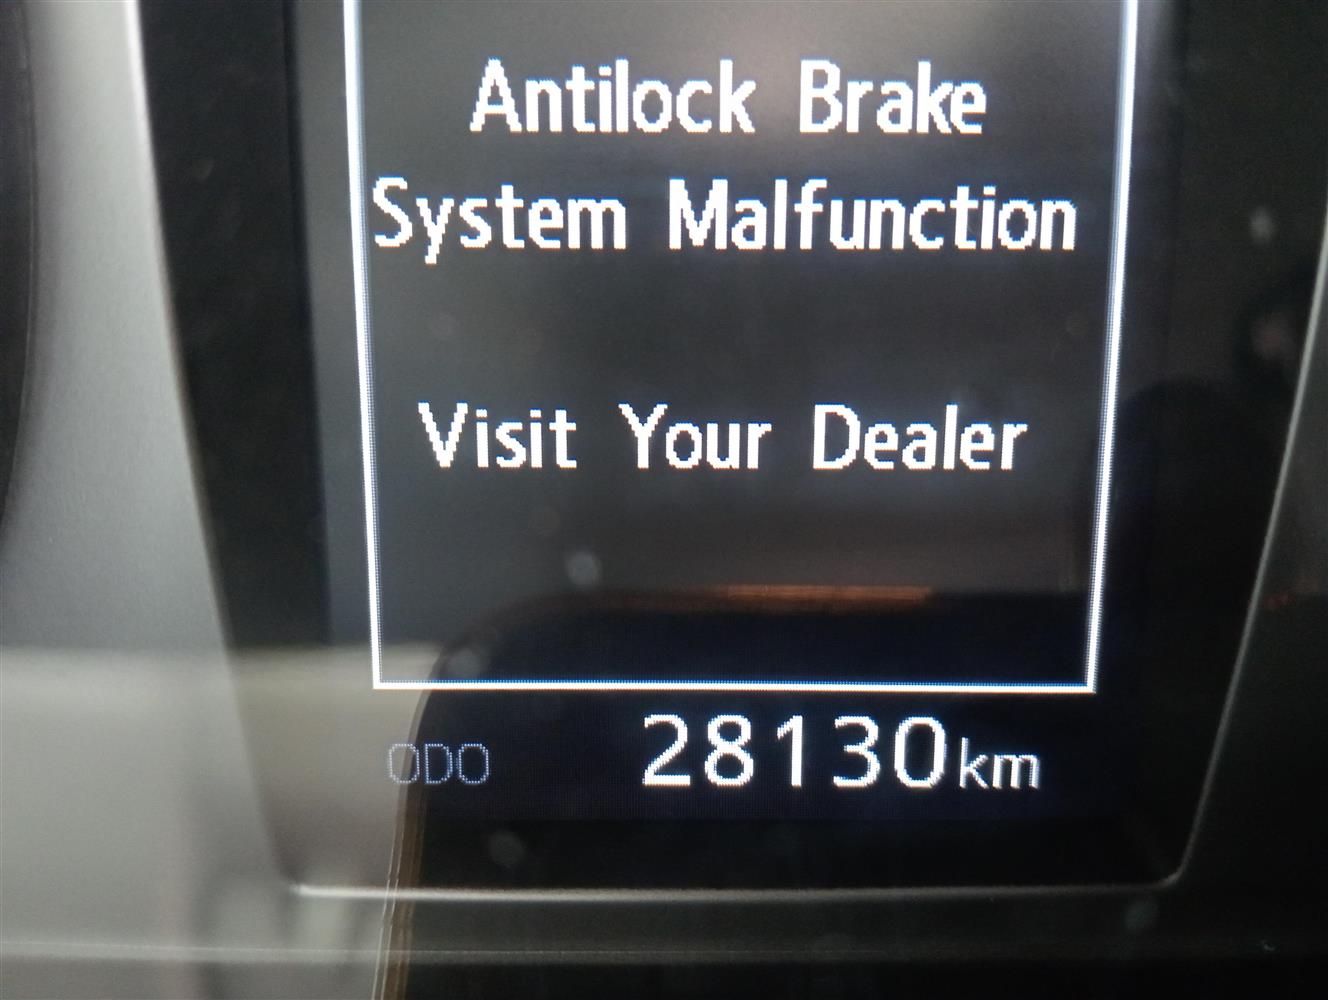 Antilock Brake
System Malfunction
Visit Your Dealer
ODO 28130km